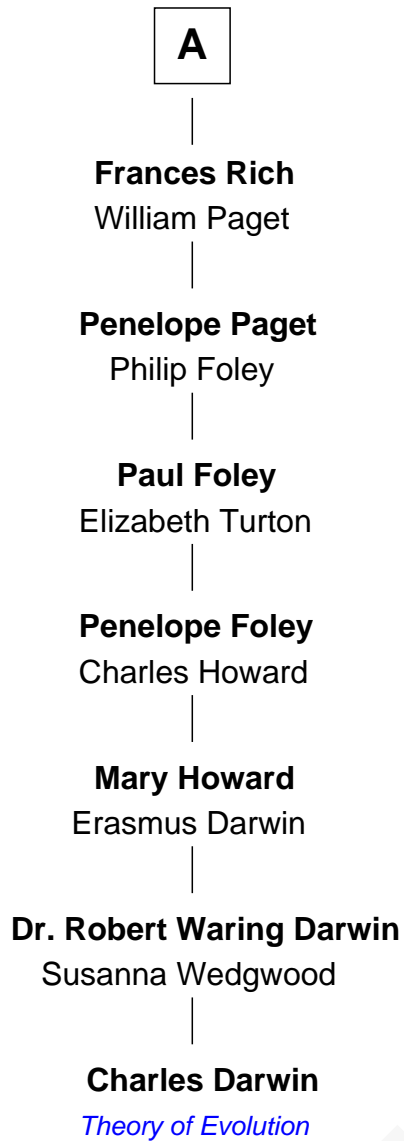 A
Frances Rich
William Paget
Penelope Paget
Philip Foley
Paul Foley
Elizabeth Turton
Penelope Foley
Charles Howard
Mary Howard
Erasmus Darwin
Dr. Robert Waring Darwin
Susanna Wedgwood
Charles Darwin
Theory of Evolution